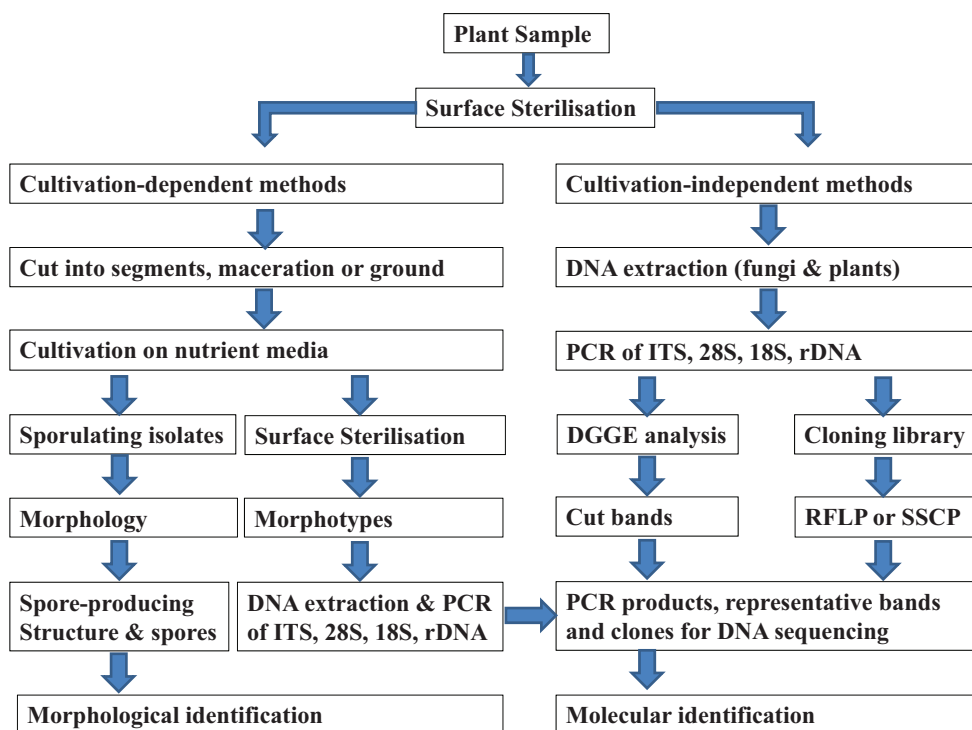 Plant Sample
Surface Sterilisation
Cultivation-dependent methods
Cultivation-independent methods
Cut into segments, maceration or ground
DNA extraction (fungi & plants)
Cultivation on nutrient media
PCR of ITS, 28S, 18S, rDNA
Sporulating isolates
Surface Sterilisation
DGGE analysis
Cloning library
Morphology
Morphotypes
Cut bands
RFLP or SSCP
Spore-producing
Structure & spores
DNA extraction & PCR
of ITS, 28S, 18S, rDNA
PCR products, representative bands
and clones for DNA sequencing
Morphological identification
Molecular identification